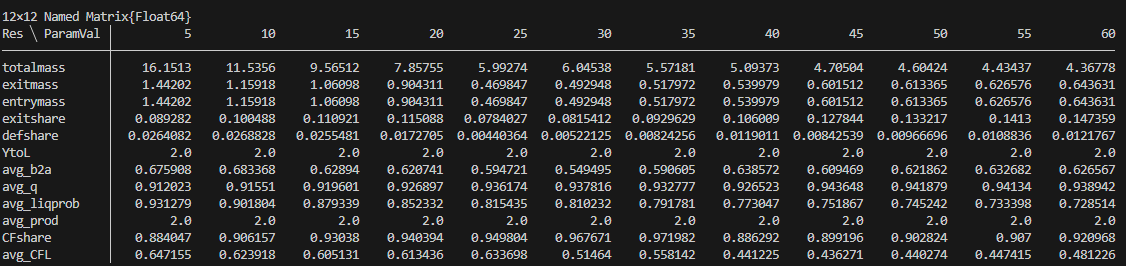 12×12 Named Matrix{Float64}
Res ╲ ParamVal          5         10         15         20         25         30         35         40         45         50         55         60
totalmass         16.1513    11.5356    9.56512    7.85755    5.99274    6.04538    5.57181    5.09373    4.70504    4.60424    4.43437    4.36778
exitmass          1.44202    1.15918    1.06098   0.904311   0.469847   0.492948   0.517972   0.539979   0.601512   0.613365   0.626576   0.643631
entrymass         1.44202    1.15918    1.06098   0.904311   0.469847   0.492948   0.517972   0.539979   0.601512   0.613365   0.626576   0.643631
exitshare        0.089282   0.100488   0.110921   0.115088  0.0784027  0.0815412  0.0929629   0.106009   0.127844   0.133217     0.1413   0.147359
defshare        0.0264082  0.0268828  0.0255481  0.0172705 0.00440364 0.00522125 0.00824256  0.0119011 0.00842539 0.00966696  0.0108836  0.0121767
YtoL                  2.0        2.0        2.0        2.0        2.0        2.0        2.0        2.0        2.0        2.0        2.0        2.0
avg_b2a          0.675908   0.683368    0.62894   0.620741   0.594721   0.549495   0.590605   0.638572   0.609469   0.621862   0.632682   0.626567
avg_q            0.912023    0.91551   0.919601   0.926897   0.936174   0.937816   0.932777   0.926523   0.943648   0.941879    0.94134   0.938942
avg_liqprob      0.931279   0.901804   0.879339   0.852332   0.815435   0.810232   0.791781   0.773047   0.751867   0.745242   0.733398   0.728514
avg_prod              2.0        2.0        2.0        2.0        2.0        2.0        2.0        2.0        2.0        2.0        2.0        2.0
CFshare          0.884047   0.906157    0.93038   0.940394   0.949804   0.967671   0.971982   0.886292   0.899196   0.902824      0.907   0.920968
avg_CFL          0.647155   0.623918   0.605131   0.613436   0.633698    0.51464   0.558142   0.441225   0.436271   0.440274   0.447415   0.481226